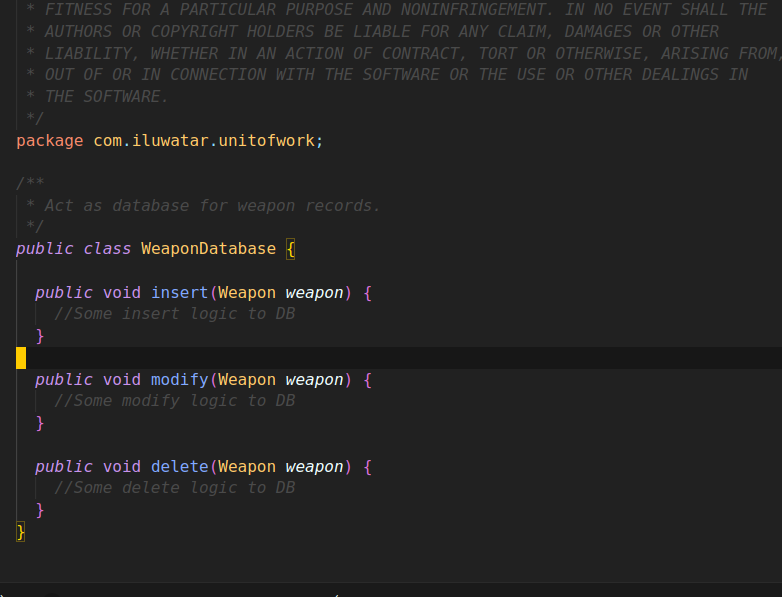 * FITNESS FOR A PARTICULAR PURPOSE AND NONINFRINGEMENT. IN NO EVENT SHALL THE
* AUTHORS OR COPYRIGHT HOLDERS BE LIABLE FOR ANY CLAIM, DAMAGES OR OTHER
* LIABILITY, WHETHER IN AN ACTION OF CONTRACT, TORT OR OTHERWISE, ARISING FROM,
* OUT OF OR IN CONNECTION WITH THE SOFTWARE OR THE USE OR OTHER DEALINGS IN
* THE SOFTWARE.
*/
package com.iluwatar.unitofwork;

/**
 * Act as database for weapon records.
 */
public class WeaponDatabase {

  public void insert(Weapon weapon) {
    //Some insert logic to DB
  }

  public void modify(Weapon weapon) {
    //Some modify logic to DB
  }

  public void delete(Weapon weapon) {
    //Some delete logic to DB
  }
}